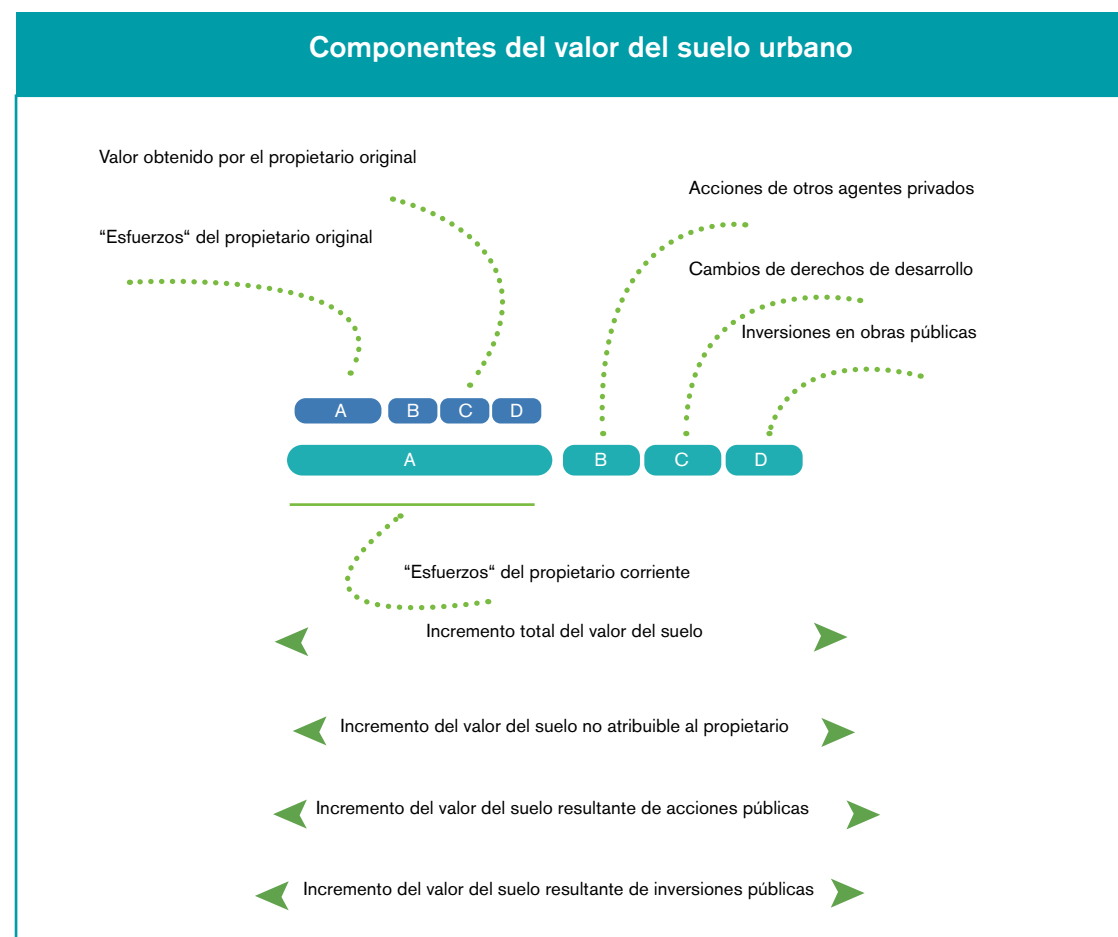 Componentes del valor del suelo urbano
Valor obtenido por el propietario original
Acciones de otros agentes privados
“Esfuerzos“ del propietario original
Cambios de derechos de desarrollo
Inversiones en obras públicas
A B C D
A B C D
“Esfuerzos“ del propietario corriente
Incremento total del valor del suelo
Incremento del valor del suelo no atribuible al propietario
Incremento del valor del suelo resultante de acciones públicas
Incremento del valor del suelo resultante de inversiones públicas